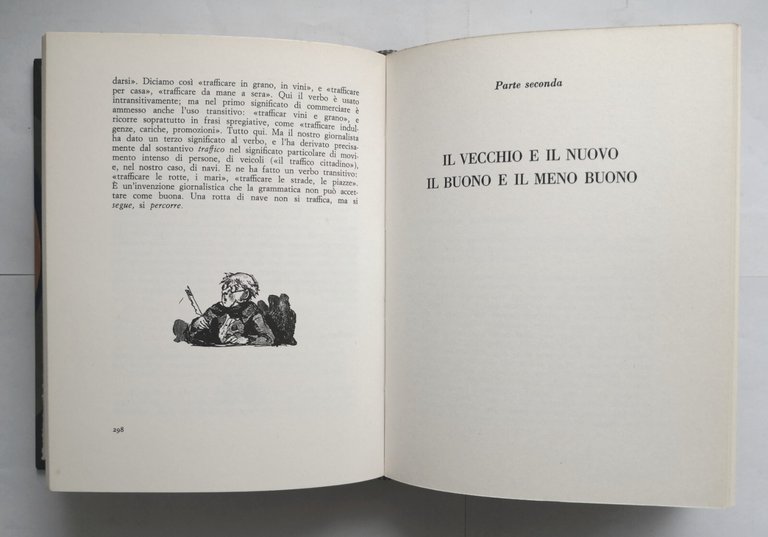 darsi». Diciamo così «trafficare in grano, in vini», e «trafficare
per casa», «trafficare da mane a sera». Qui il verbo è usato
intransitivamente; ma nel primo significato di commerciare è
ammesso anche l'uso transitivo: «trafficar vini e grano», e
ricorre soprattutto in frasi spregiative, come «trafficare indul-
genze, cariche, promozioni». Tutto qui. Ma il nostro giornalista
ha dato un terzo significato al verbo, e l'ha derivato precisa-
mente dal sostantivo traffico nel significato particolare di movi-
mento intenso di persone, di veicoli («il traffico cittadino»),
e, nel nostro caso, di navi. E ne ha fatto un verbo transitivo:
«trafficare le rotte, i mari», «trafficare le strade, le piazze».
È un'invenzione giornalistica che la grammatica non può accet-
tare come buona. Una rotta di nave non si traffica, ma si
segue, si percorre.
298
Parte seconda
IL VECCHIO E IL NUOVO
IL BUONO E IL MENO BUONO